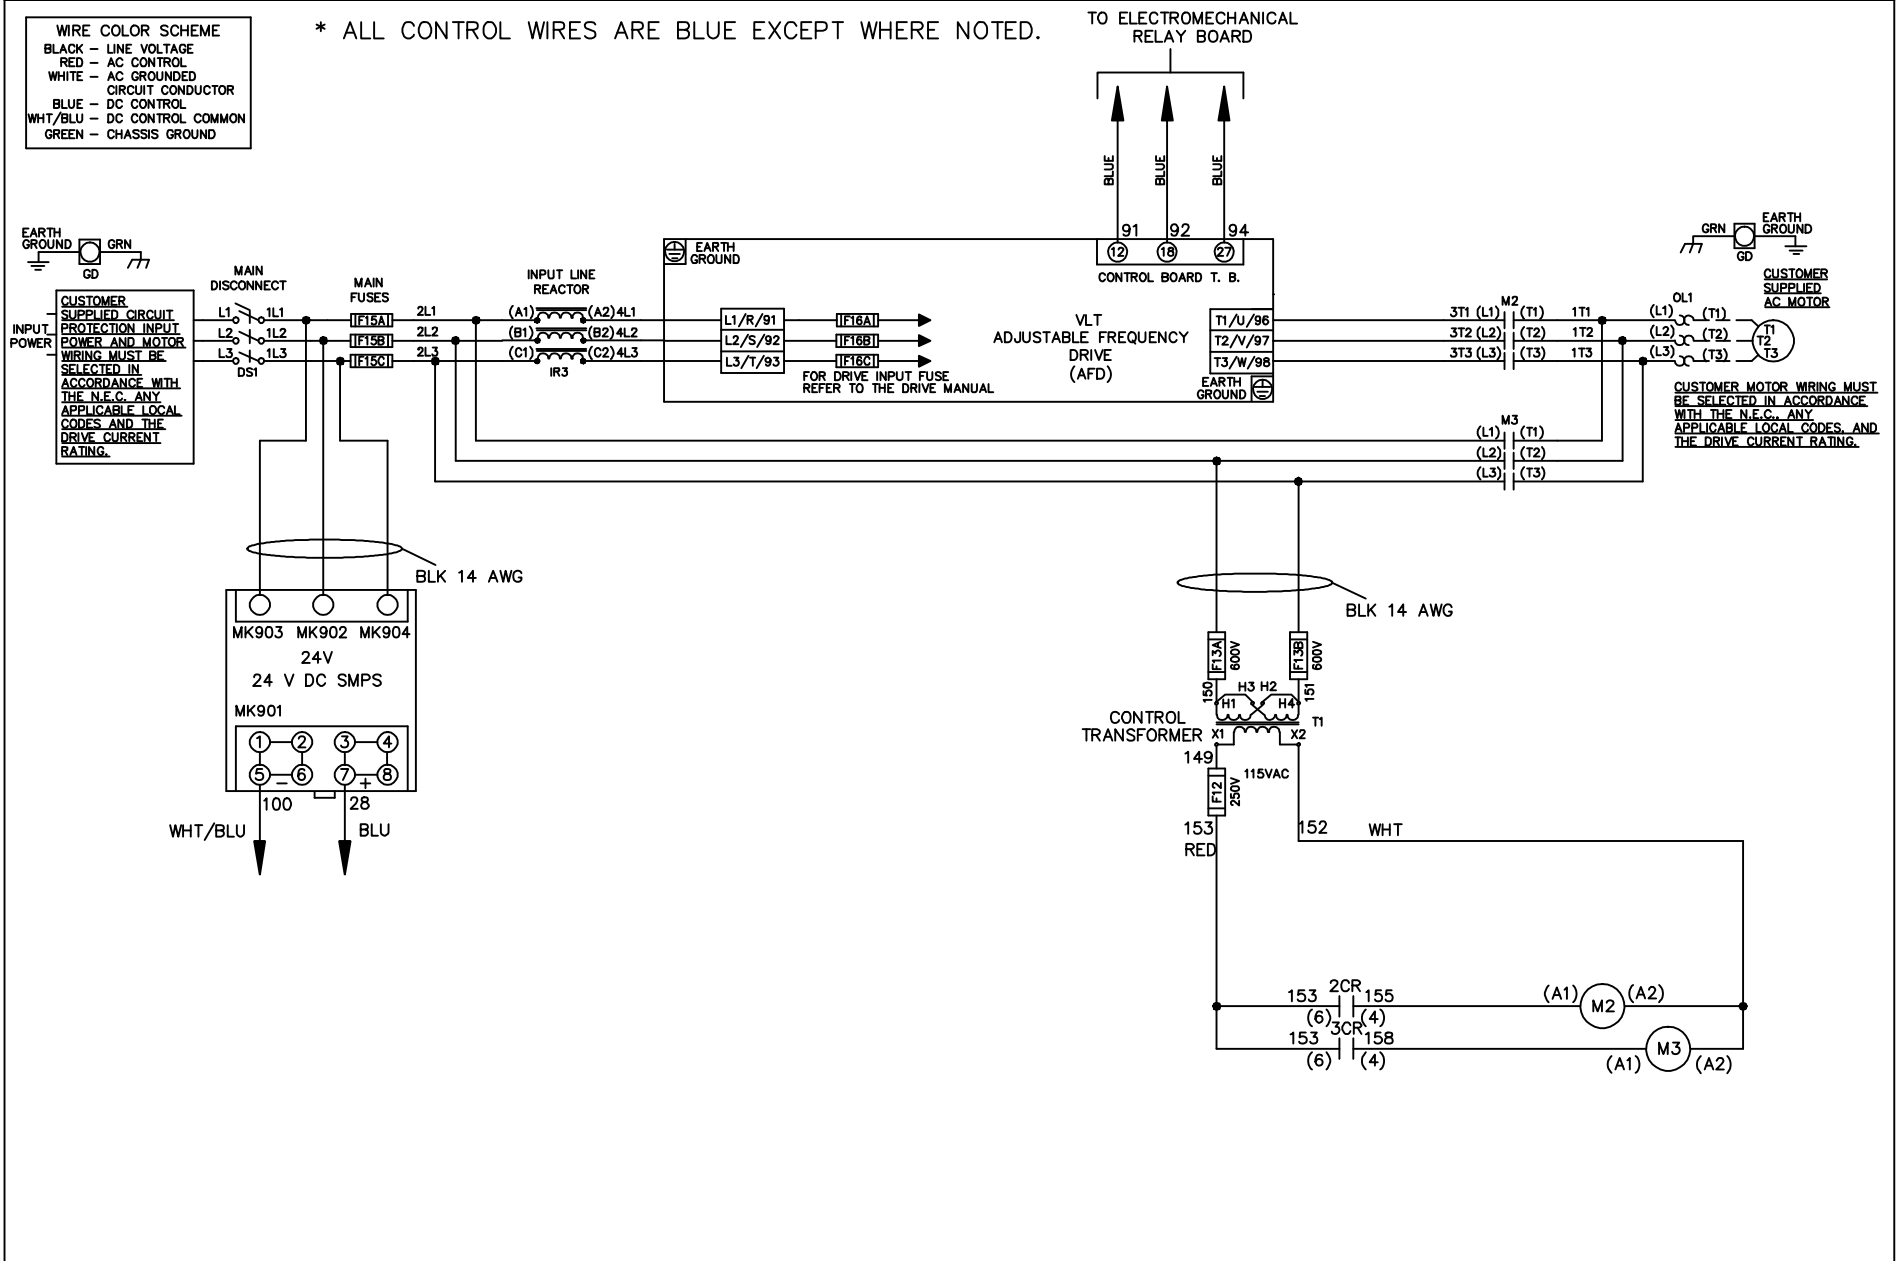 WIRE COLOR SCHEME
BLACK – LINE VOLTAGE
RED – AC CONTROL
WHITE – AC GROUNDED
CIRCUIT CONDUCTOR
BLUE – DC CONTROL
WHT/BLU – DC CONTROL COMMON
GREEN – CHASSIS GROUND
* ALL CONTROL WIRES ARE BLUE EXCEPT WHERE NOTED.
TO ELECTROMECHANICAL
RELAY BOARD
BLUE
BLUE
BLUE
91 92 94
12 18 27
CONTROL BOARD T. B.
EARTH
GROUND
GRN
GD
INPUT
POWER
CUSTOMER
SUPPLIED CIRCUIT
PROTECTION INPUT
POWER AND MOTOR
WIRING MUST BE
SELECTED IN
ACCORDANCE WITH
THE N.E.C. ANY
APPLICABLE LOCAL
CODES AND THE
DRIVE CURRENT
RATING.
MAIN
DISCONNECT
L1 1L1
L2 1L2
L3 1L3
DS1
MAIN
FUSES
F15A
F15B
F15C
2L1
2L2
2L3
INPUT LINE
REACTOR
(A1) (A2) 4L1
(B1) (B2) 4L2
(C1) (C2) 4L3
IR3
EARTH
GROUND
L1/R/91
L2/S/92
L3/T/93
F16A
F16B
F16C
FOR DRIVE INPUT FUSE
REFER TO THE DRIVE MANUAL
VLT
ADJUSTABLE FREQUENCY
DRIVE
(AFD)
T1/U/96
T2/V/97
T3/W/98
EARTH
GROUND
M2
3T1 (L1) (T1) 1T1
3T2 (L2) (T2) 1T2
3T3 (L3) (T3) 1T3
OL1
(L1) (T1)
(L2) (T2)
(L3) (T3)
T1
T2
T3
GRN
GD
EARTH
GROUND
CUSTOMER
SUPPLIED
AC MOTOR
CUSTOMER MOTOR WIRING MUST
BE SELECTED IN ACCORDANCE
WITH THE N.E.C., ANY
APPLICABLE LOCAL CODES, AND
THE DRIVE CURRENT RATING.
M3
(L1) (T1)
(L2) (T2)
(L3) (T3)
BLK 14 AWG
MK903 MK902 MK904
24V
24 V DC SMPS
MK901
1 2 3 4
5 6 7 8
– +
100 28
WHT/BLU BLU
BLK 14 AWG
F13A 600V
F13B 600V
150 151
H3 H2
H1 H4
CONTROL
TRANSFORMER
T1
X1 X2
149
115VAC
F12 250V
153
RED
152 WHT
2CR
153 155
(6) (4)
(A1) M2 (A2)
3CR
153 158
(6) (4)
(A1) M3 (A2)